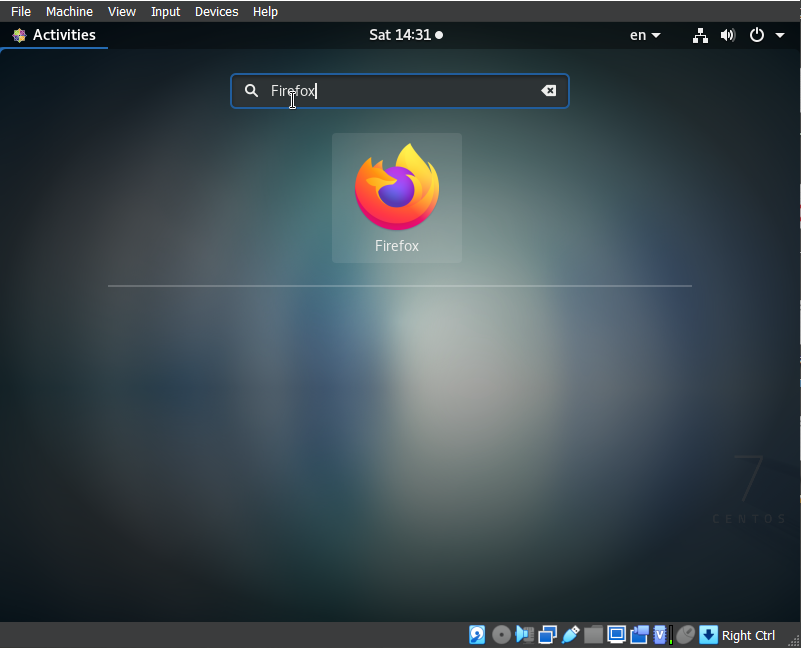 File Machine View Input Devices Help
Activities Sat 14:31 en
Firefox
Firefox
7
CENTOS
V
Right Ctrl